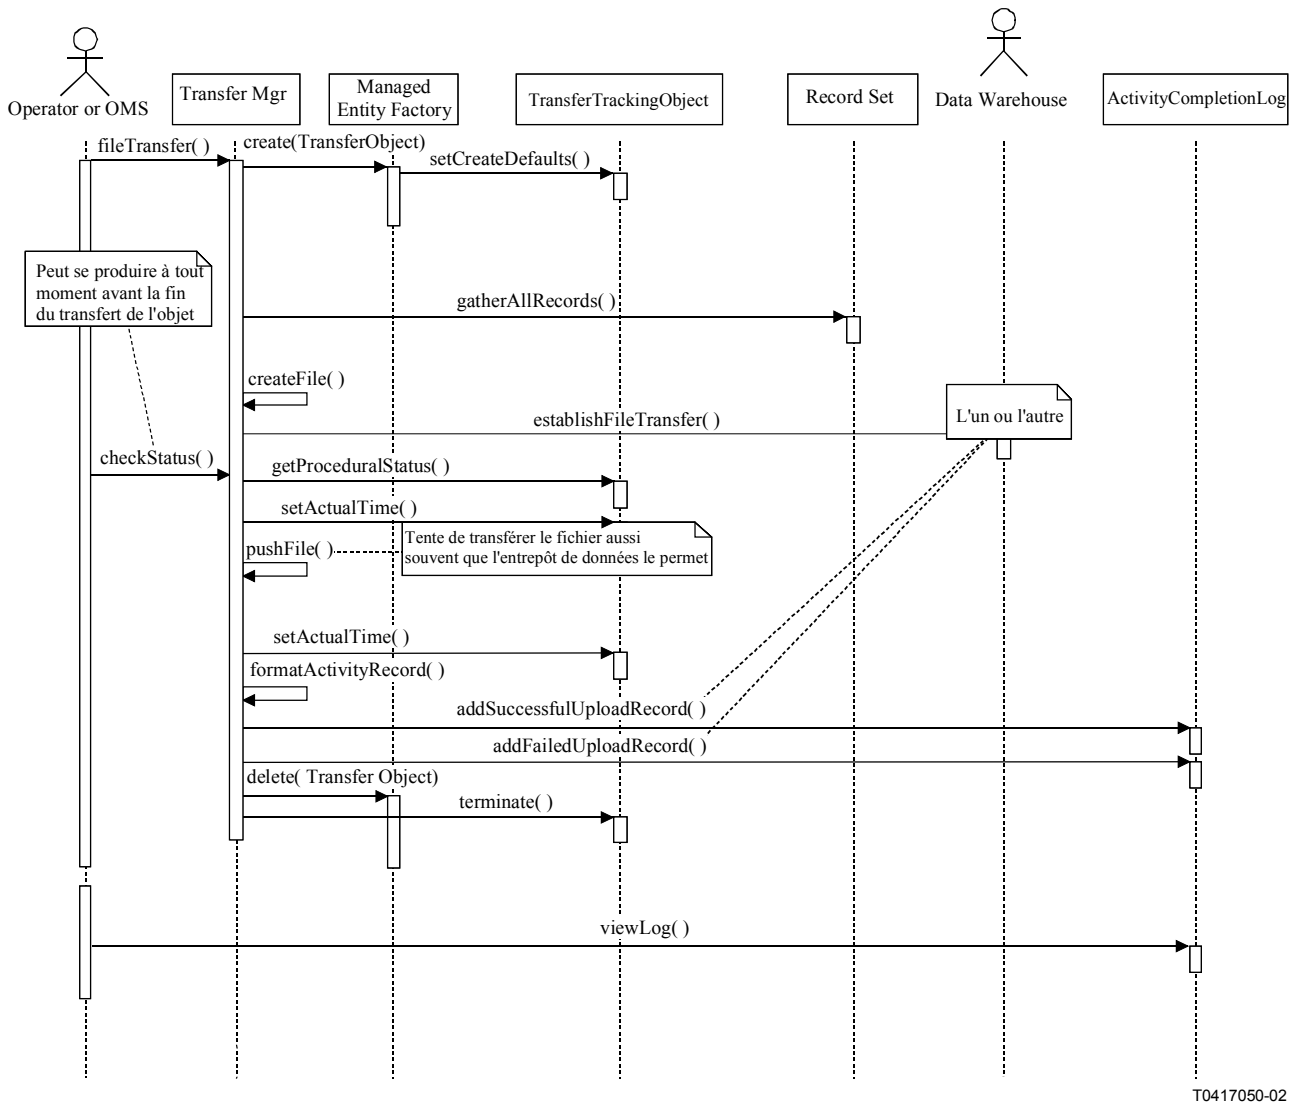 Operator or OMS
Transfer Mgr
Managed
Entity Factory
TransferTrackingObject
Record Set
Data Warehouse
ActivityCompletionLog
fileTransfer( )
create(TransferObject)
setCreateDefaults( )
Peut se produire à tout
moment avant la fin
du transfert de l'objet
gatherAllRecords( )
createFile( )
establishFileTransfer( )
L'un ou l'autre
checkStatus( )
getProceduralStatus( )
setActualTime( )
pushFile( )
Tente de transférer le fichier aussi
souvent que l'entrepôt de données le permet
setActualTime( )
formatActivityRecord( )
addSuccessfulUploadRecord( )
addFailedUploadRecord( )
delete( Transfer Object)
terminate( )
viewLog( )
T0417050-02